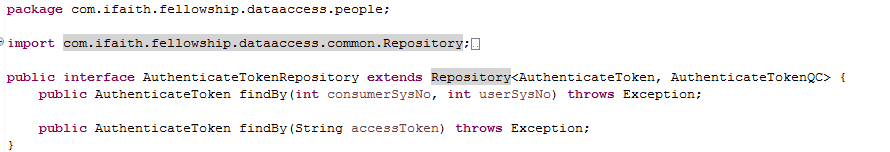 package com.ifaith.fellowship.dataaccess.people;
import com.ifaith.fellowship.dataaccess.common.Repository;
public interface AuthenticateTokenRepository extends Repository<AuthenticateToken, AuthenticateTokenQC> {
public AuthenticateToken findBy(int consumerSysNo, int userSysNo) throws Exception;
public AuthenticateToken findBy(String accessToken) throws Exception;
}